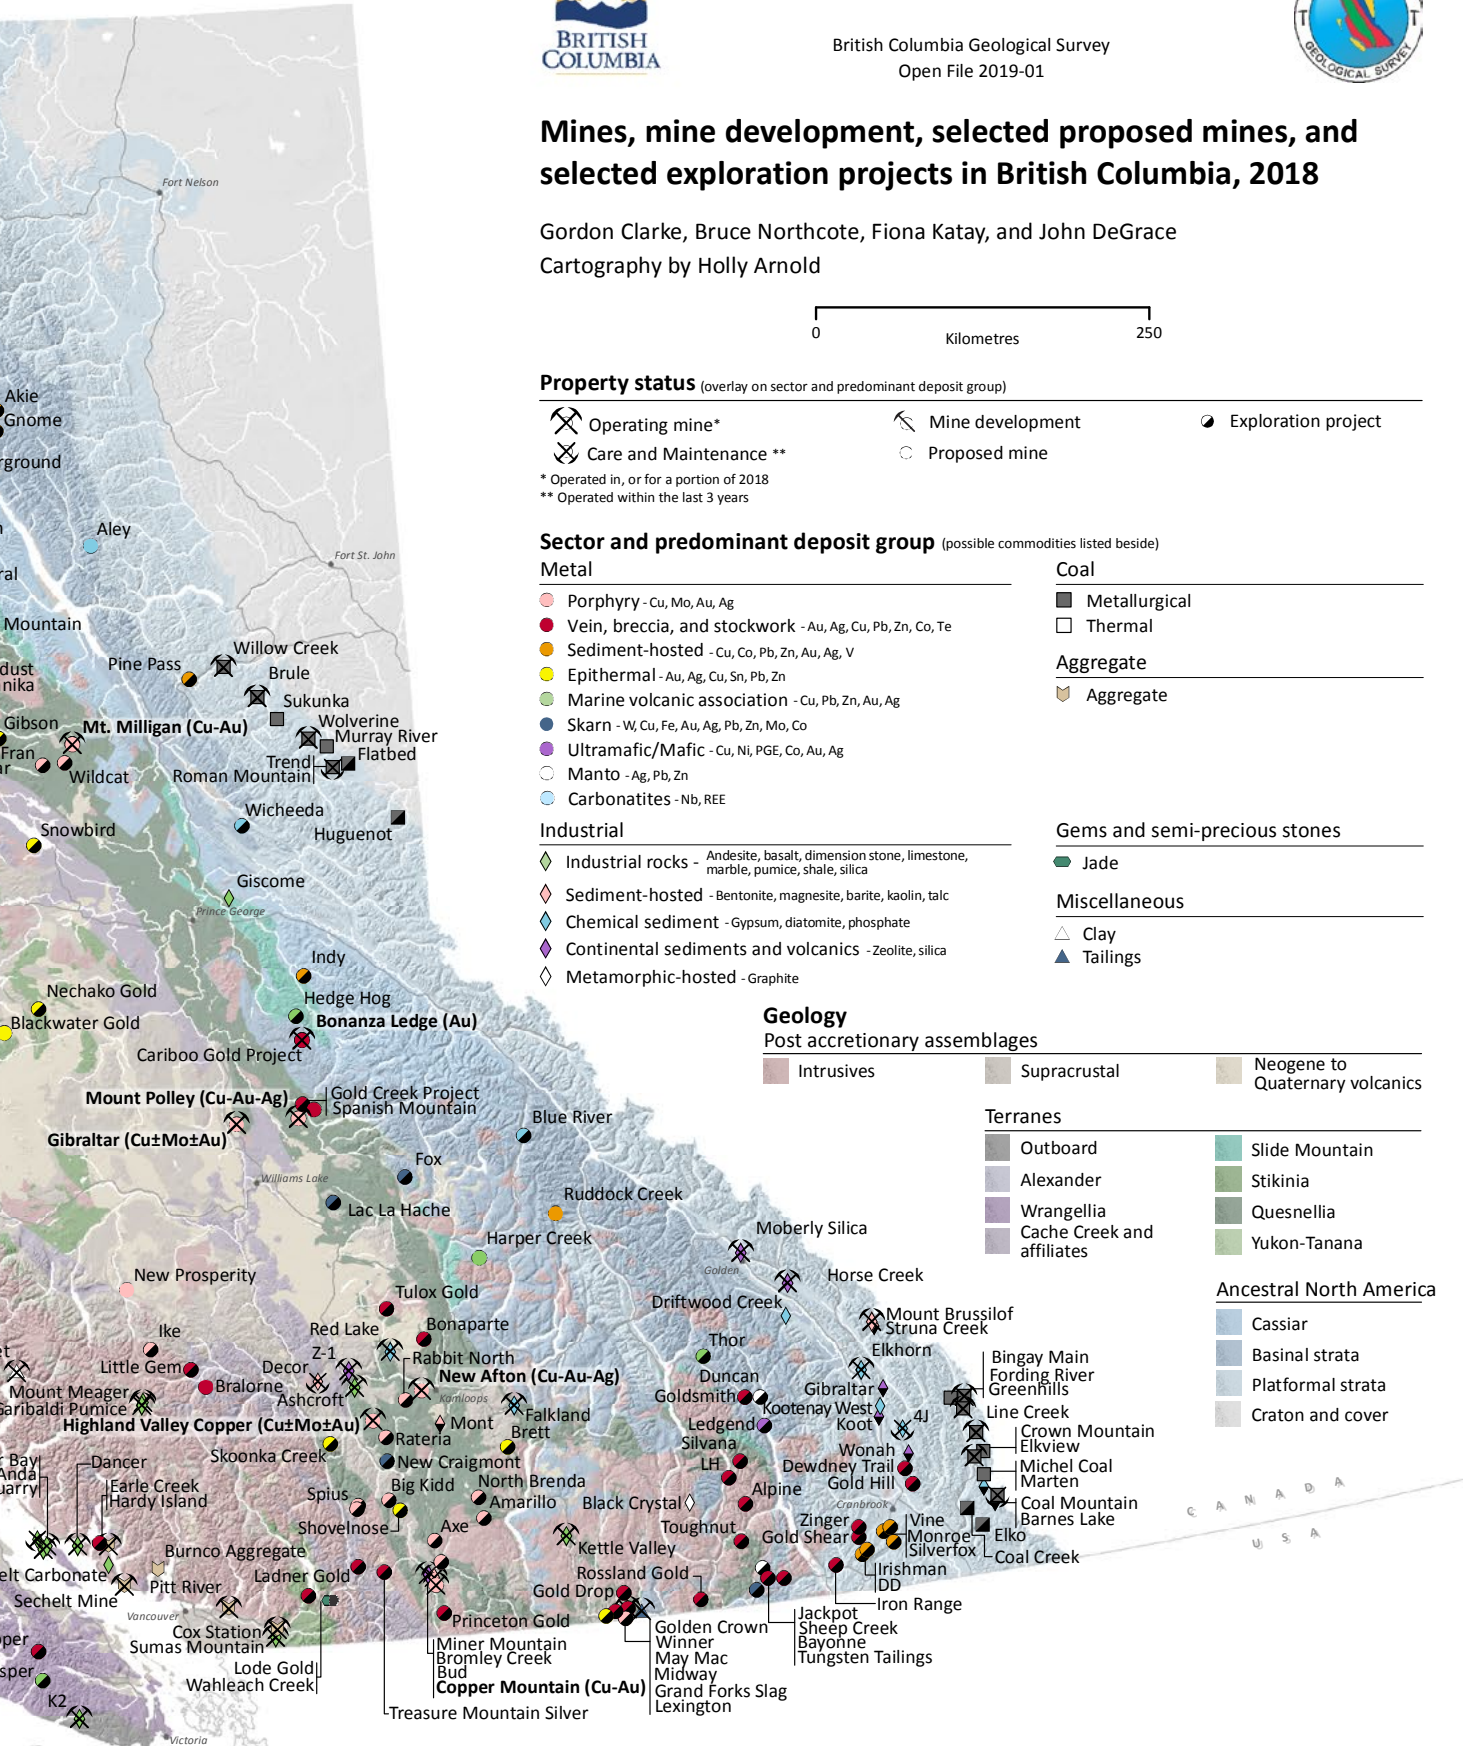 BRITISH
COLUMBIA
British Columbia Geological Survey
Open File 2019-01
T
T
GEOLOGICAL SURVEY
Mines, mine development, selected proposed mines, and
selected exploration projects in British Columbia, 2018
Gordon Clarke, Bruce Northcote, Fiona Katay, and John DeGrace
Cartography by Holly Arnold
0
250
Kilometres
Property status (overlay on sector and predominant deposit group)
Operating mine*
Mine development
Exploration project
Care and Maintenance **
Proposed mine
* Operated in, or for a portion of 2018
** Operated within the last 3 years
Sector and predominant deposit group (possible commodities listed beside)
Metal
Porphyry - Cu, Mo, Au, Ag
Vein, breccia, and stockwork - Au, Ag, Cu, Pb, Zn, Co, Te
Sediment-hosted - Cu, Co, Pb, Zn, Au, Ag, V
Epithermal - Au, Ag, Cu, Sn, Pb, Zn
Marine volcanic association - Cu, Pb, Zn, Au, Ag
Skarn - W, Cu, Fe, Au, Ag, Pb, Zn, Mo, Co
Ultramafic/Mafic - Cu, Ni, PGE, Co, Au, Ag
Manto - Ag, Pb, Zn
Carbonatites - Nb, REE
Coal
Metallurgical
Thermal
Aggregate
Aggregate
Industrial
Industrial rocks - Andesite, basalt, dimension stone, limestone,
marble, pumice, shale, silica
Sediment-hosted - Bentonite, magnesite, barite, kaolin, talc
Chemical sediment - Gypsum, diatomite, phosphate
Continental sediments and volcanics - Zeolite, silica
Metamorphic-hosted - Graphite
Gems and semi-precious stones
Jade
Miscellaneous
Clay
Tailings
Geology
Post accretionary assemblages
Intrusives
Supracrustal
Neogene to
Quaternary volcanics
Terranes
Outboard
Alexander
Wrangellia
Cache Creek and
affiliates
Slide Mountain
Stikinia
Quesnellia
Yukon-Tanana
Ancestral North America
Cassiar
Basinal strata
Platformal strata
Craton and cover
Fort Nelson
Akie
Gnome
rground
Aley
Fort St. John
ral
Mountain
dust
nika
Pine Pass
Willow Creek
Brule
Sukunka
Gibson
Mt. Milligan (Cu-Au)
Wolverine
Murray River
Fran
ar
Wildcat
Trend
Flatbed
Roman Mountain
Wicheeda
Huguenot
Snowbird
Giscome
Prince George
Indy
Hedge Hog
Nechako Gold
Blackwater Gold
Bonanza Ledge (Au)
Cariboo Gold Project
Mount Polley (Cu-Au-Ag)
Gold Creek Project
Spanish Mountain
Gibraltar (Cu±Mo±Au)
Blue River
Fox
Williams Lake
Lac La Hache
Ruddock Creek
Harper Creek
Moberly Silica
Golden
New Prosperity
Tulox Gold
Horse Creek
Driftwood Creek
Ike
Red Lake
Bonaparte
Mount Brussilof
Struna Creek
Thor
Elkhorn
Little Gem
Z-1
Decor
Rabbit North
New Afton (Cu-Au-Ag)
Duncan
Bingay Main
Fording River
Greenhills
Mount Meager
Garibaldi Pumice
Bralorne
Ashcroft
Kamloops
Goldsmith
Gibraltar
Kootenay West
Koot
4J
Line Creek
Highland Valley Copper (Cu±Mo±Au)
Mont
Falkland
Ledgend
Crown Mountain
Elkview
Rateria
Brett
Silvana
Wonah
Skoonka Creek
New Craigmont
LH
Dewdney Trail
Michel Coal
Marten
Bay
Anda
uarry
Dancer
Earle Creek
Hardy Island
Big Kidd
North Brenda
Gold Hill
Spius
Amarillo
Black Crystal
Alpine
Cranbrook
Coal Mountain
Barnes Lake
Shovelnose
Axe
Toughnut
Zinger
Gold Shear
Vine
Monroe
Silverfox
Elko
Coal Creek
CANADA
USA
Burnco Aggregate
Kettle Valley
elt Carbonate
Pitt River
Ladner Gold
Rossland Gold
Irishman
DD
Sechelt Mine
Gold Drop
Iron Range
Vancouver
Cox Station
Sumas Mountain
Princeton Gold
Golden Crown
Winner
May Mac
Midway
Grand Forks Slag
Lexington
Jackpot
Sheep Creek
Bayonne
Tungsten Tailings
Miner Mountain
Bromley Creek
Bud
Copper Mountain (Cu-Au)
Lode Gold
Wahleach Creek
Treasure Mountain Silver
per
sper
K2
Victoria